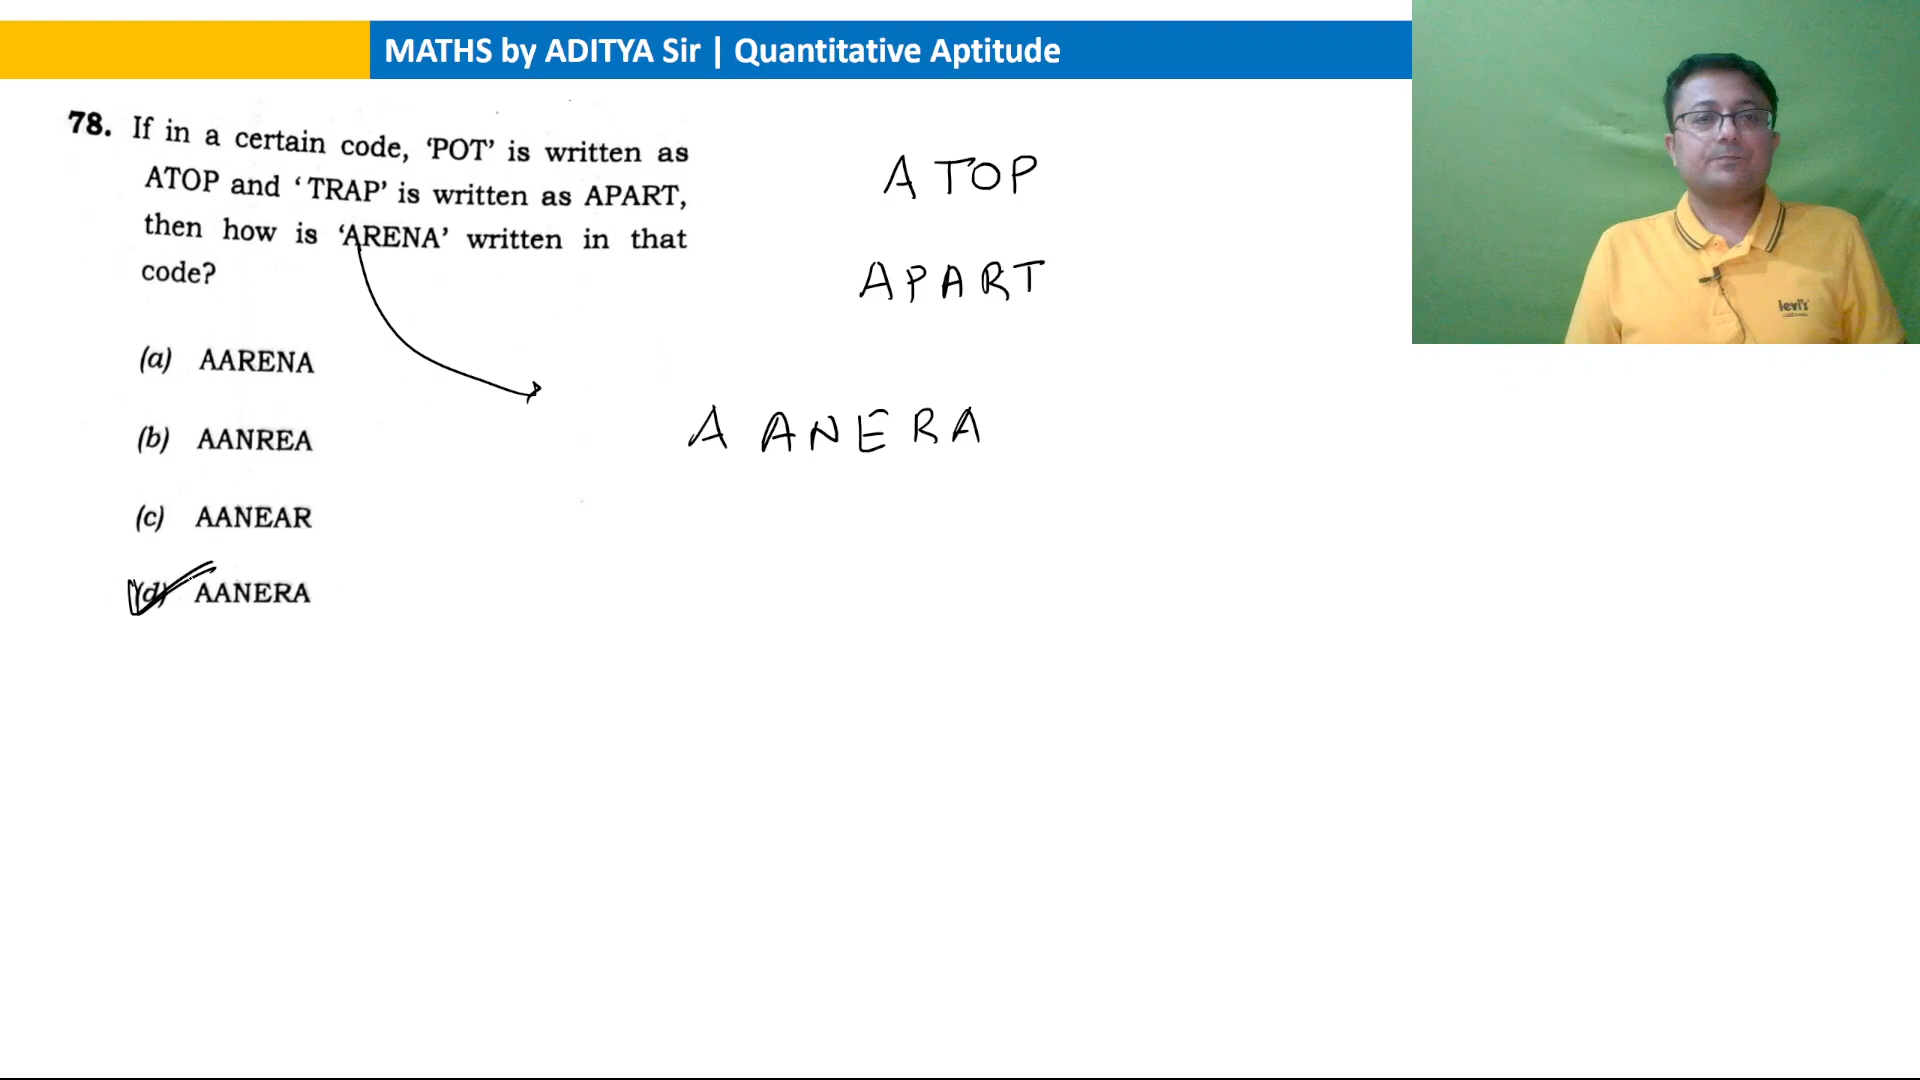 MATHS by ADITYA Sir | Quantitative Aptitude
78. If in a certain code, ‘POT’ is written as
ATOP and ‘TRAP’ is written as APART,
then how is ‘ARENA’ written in that
code?
(a) AARENA
(b) AANREA
(c) AANEAR
(d) AANERA
A TOP
APART
A ANERA
levi's